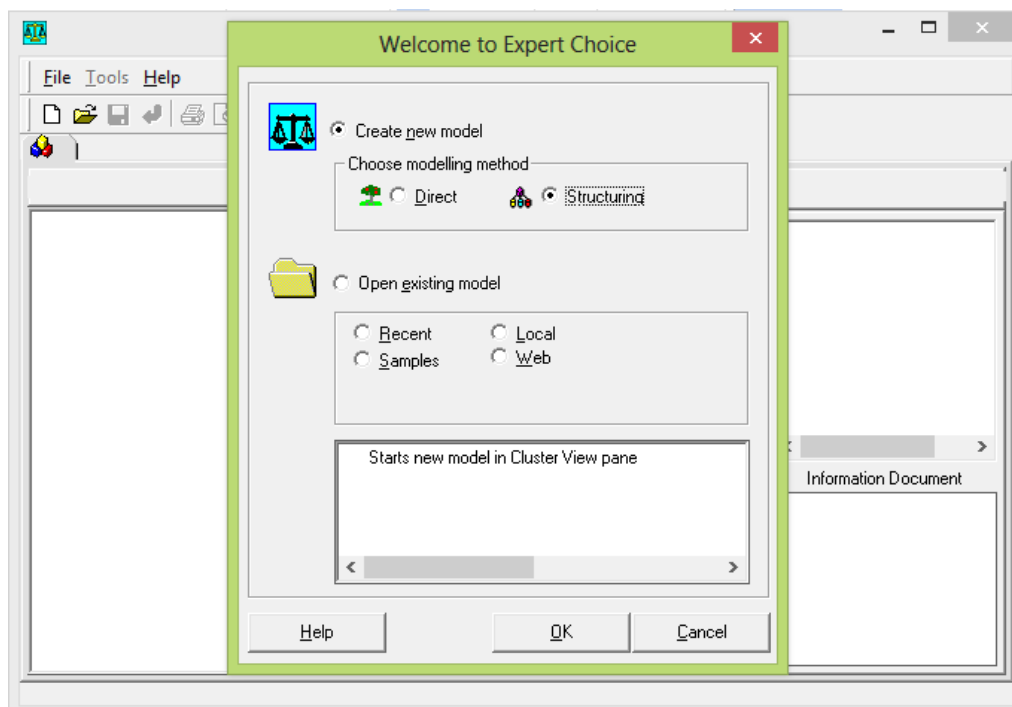 Welcome to Expert Choice
File Tools Help
Create new model
Choose modelling method
Direct Structuring
Open existing model
Recent Local
Samples Web
Starts new model in Cluster View pane
Information Document
Help OK Cancel